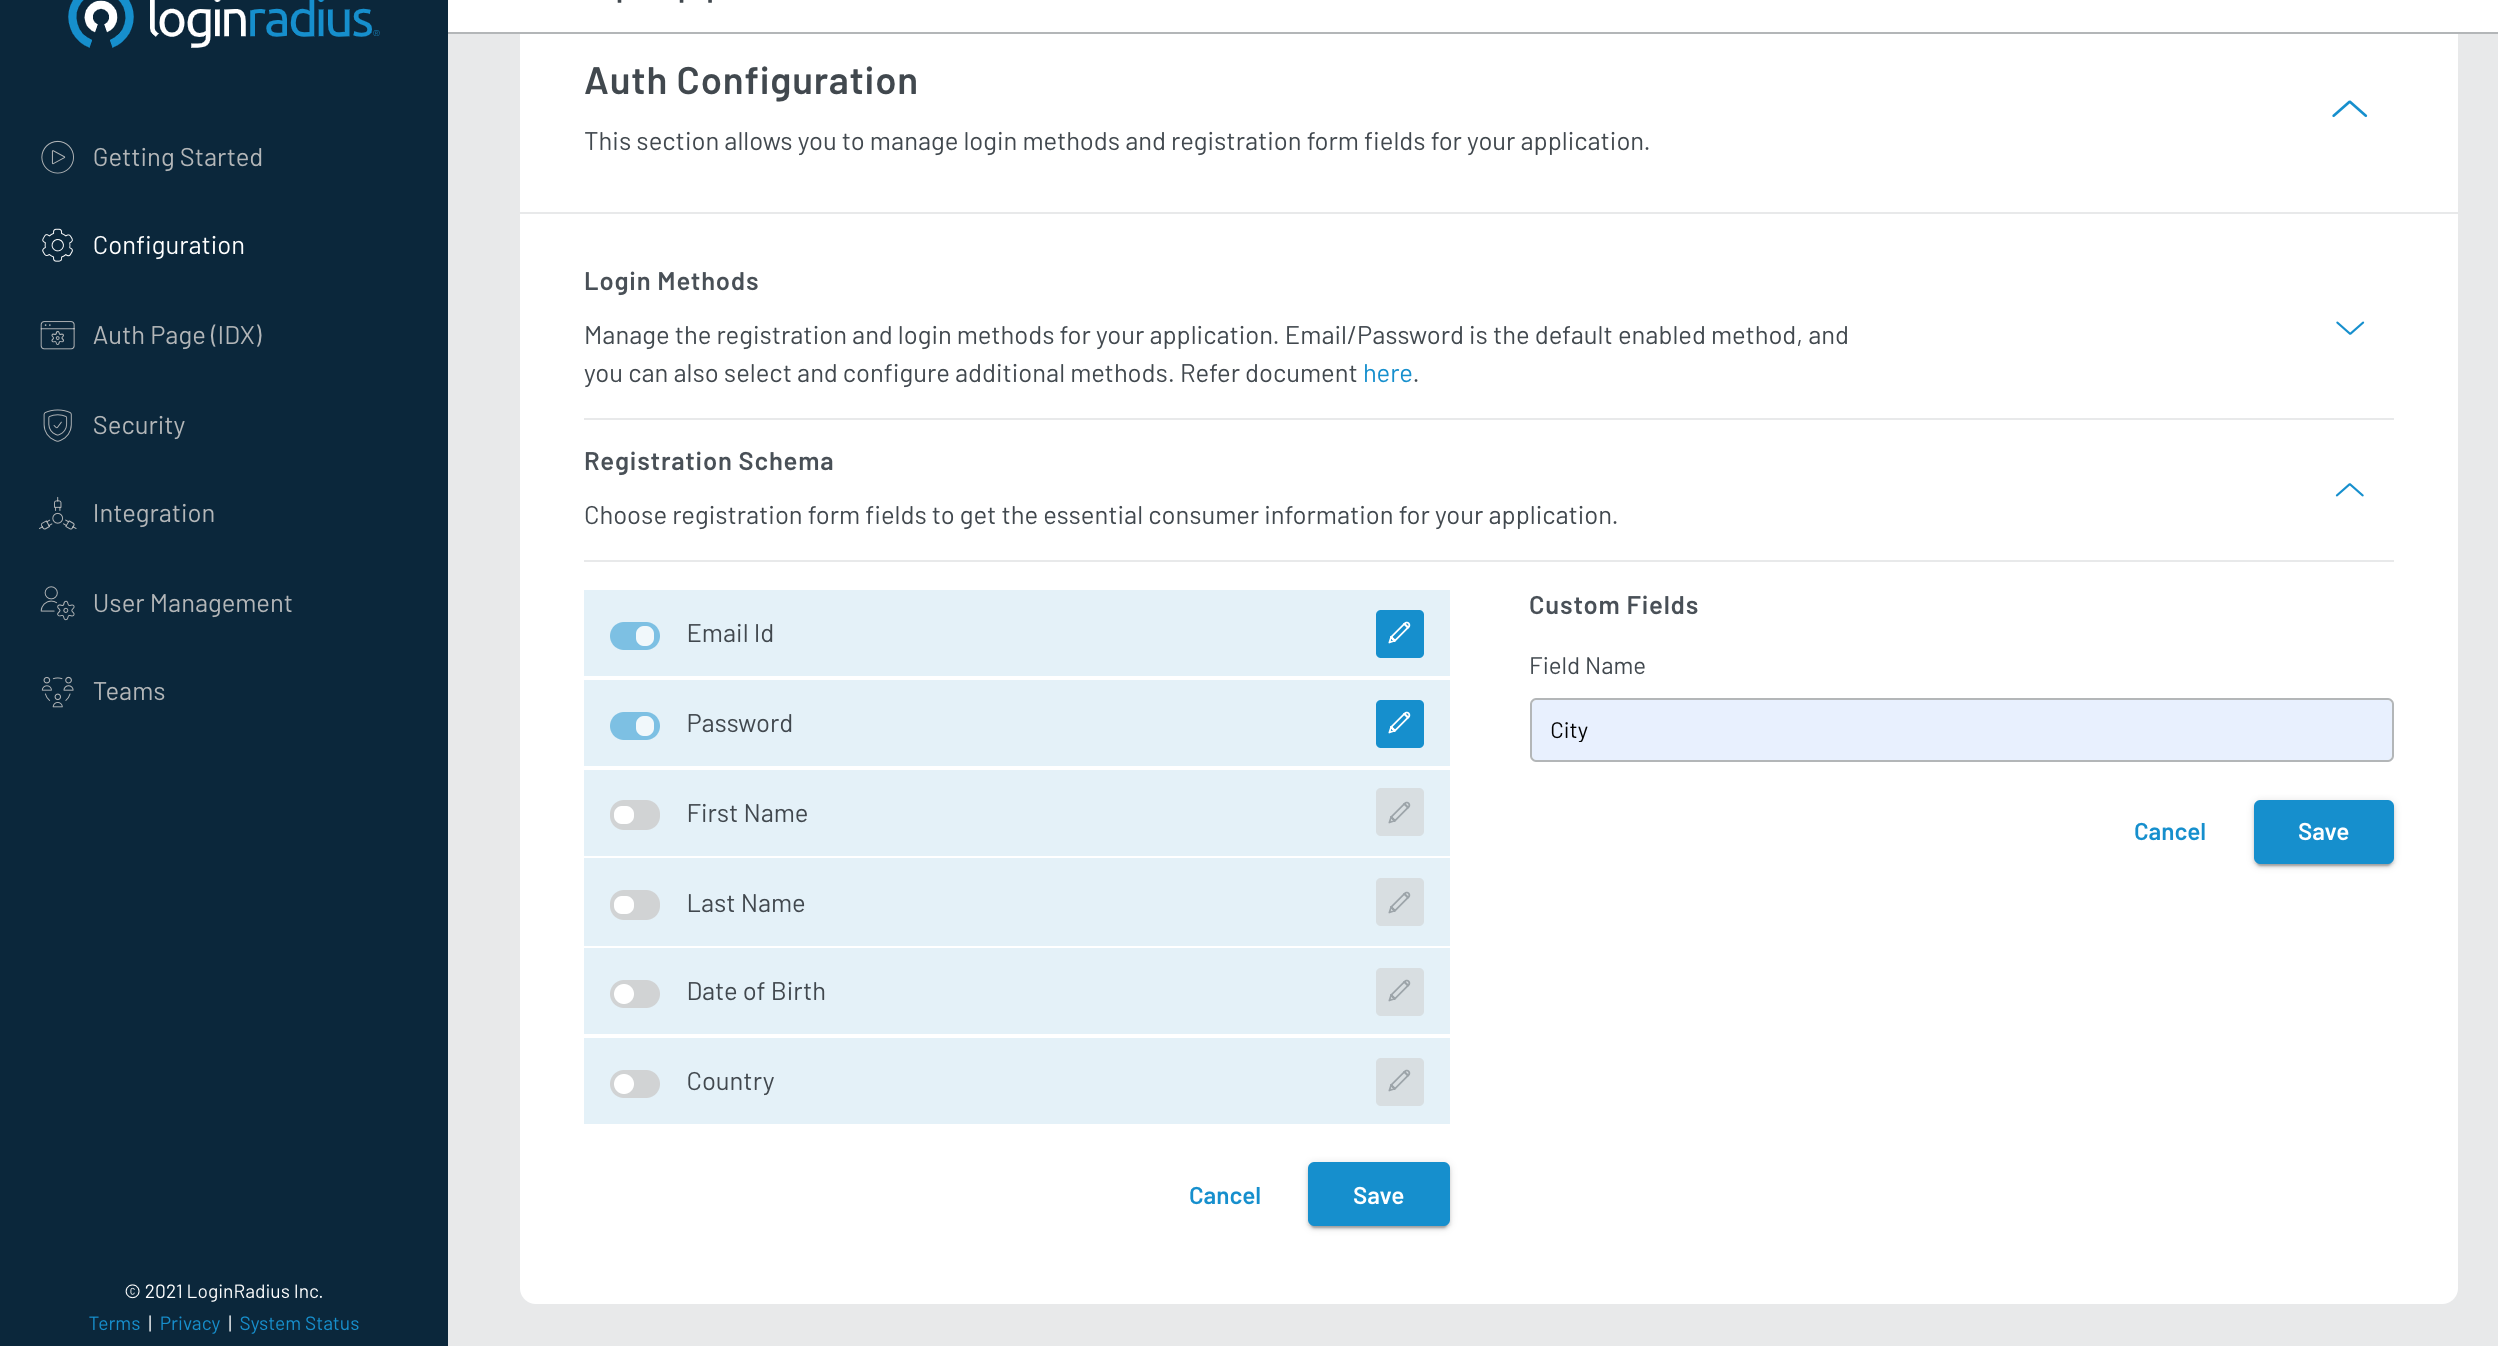 loginradius
Getting Started
Configuration
Auth Page (IDX)
Security
Integration
User Management
Teams
© 2021 LoginRadius Inc.
Terms | Privacy | System Status
Auth Configuration
This section allows you to manage login methods and registration form fields for your application.
Login Methods
Manage the registration and login methods for your application. Email/Password is the default enabled method, and
you can also select and configure additional methods. Refer document here.
Registration Schema
Choose registration form fields to get the essential consumer information for your application.
Email Id
Password
First Name
Last Name
Date of Birth
Country
Cancel
Save
Custom Fields
Field Name
City
Cancel
Save